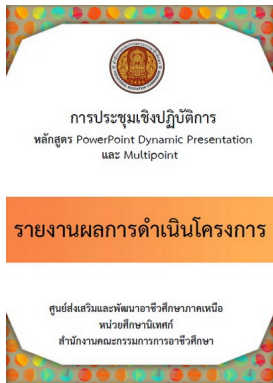 การประชุมเชิงปฏิบัติการ
หลักสูตร PowerPoint Dynamic Presentation
และ Multipoint
รายงานผลการดำเนินโครงการ
ศูนย์ส่งเสริมและพัฒนาอาชีวศึกษาภาคเหนือ
หน่วยศึกษานิเทศก์
สำนักงานคณะกรรมการการอาชีวศึกษา